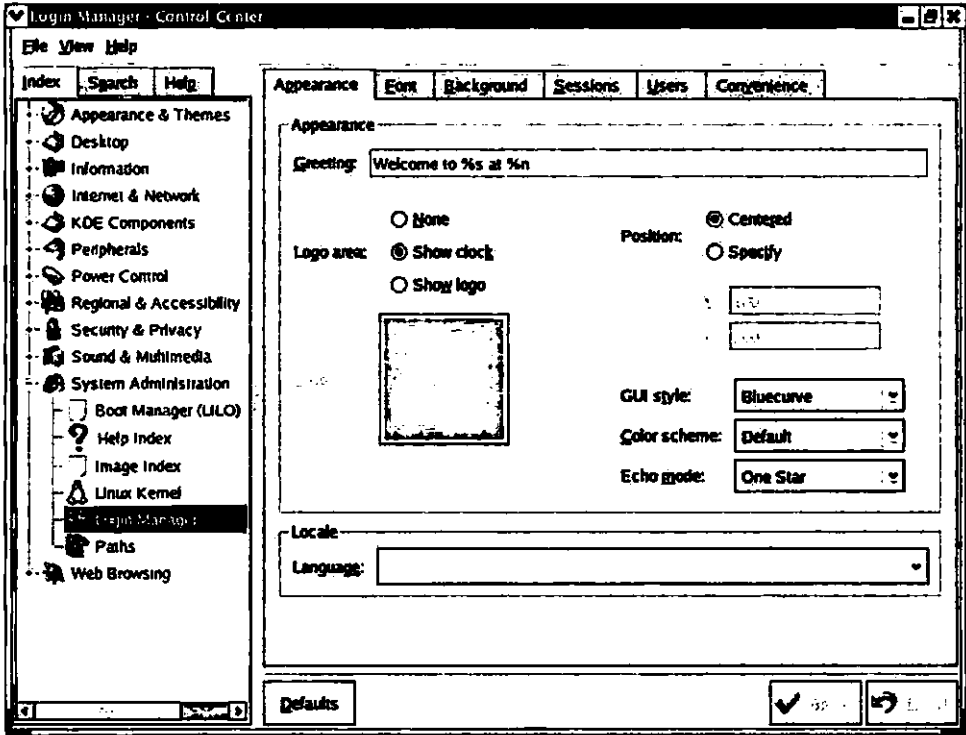 Login Manager - Control Center
File View Help
Index Search Help
Appearance & Themes
Desktop
Information
Internet & Network
KDE Components
Peripherals
Power Control
Regional & Accessibility
Security & Privacy
Sound & Multimedia
System Administration
Boot Manager (LILO)
Help Index
Image Index
Linux Kernel
Login Manager
Paths
Web Browsing
Appearance Font Background Sessions Users Convenience
Appearance
Greeting: Welcome to %s at %n
Logo area:
None
Show clock
Show logo
Position:
Centered
Specify
GUI style: Bluecurve
Color scheme: Default
Echo mode: One Star
Locale
Language:
Defaults